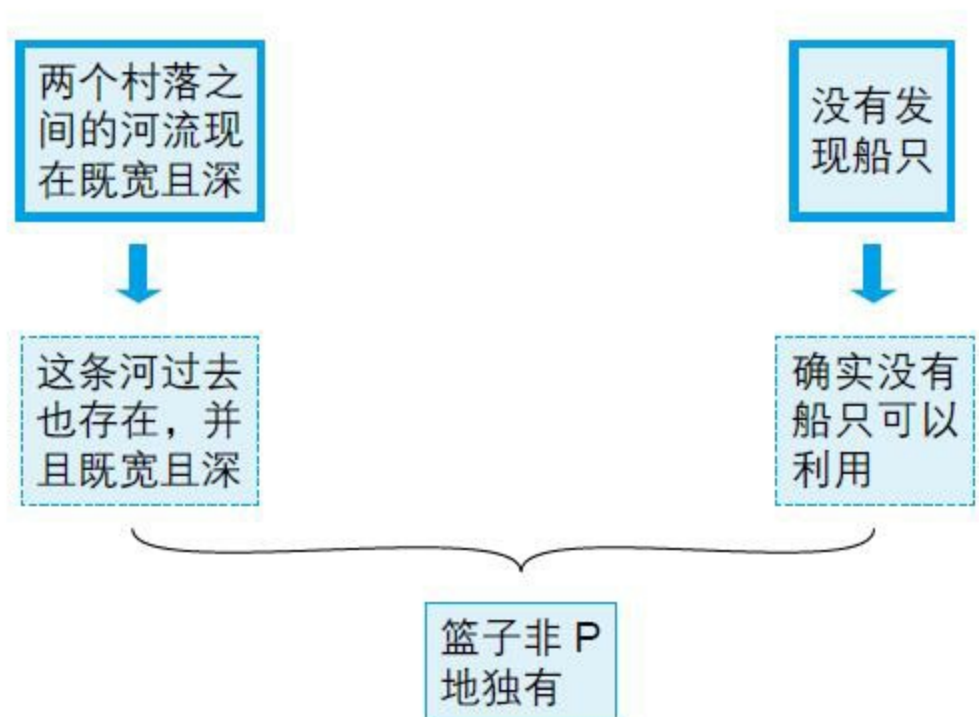 两个村落之
间的河流现
在既宽且深
没有发
现船只
这条河过去
也存在，并
且既宽且深
确实没有
船只可以
利用
篮子非 P
地独有